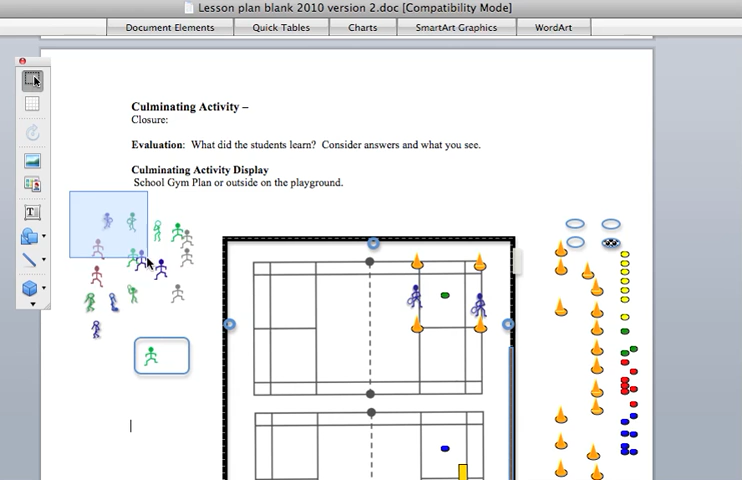 Lesson plan blank 2010 version 2.doc [Compatibility Mode]
Document Elements Quick Tables Charts SmartArt Graphics WordArt
Culminating Activity –
Closure:
Evaluation: What did the students learn? Consider answers and what you see.
Culminating Activity Display
School Gym Plan or outside on the playground.
T